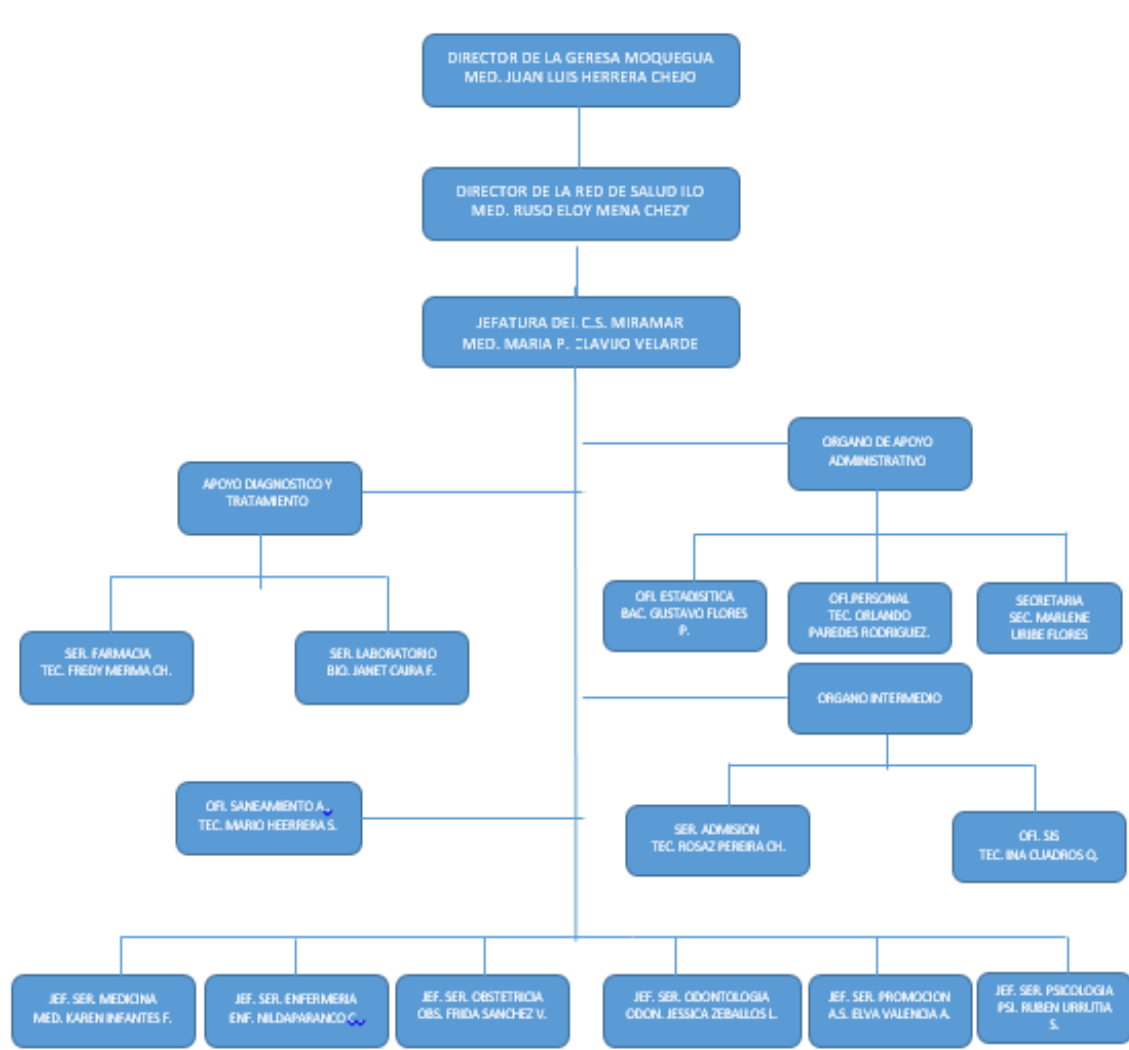 DIRECTOR DE LA GERESA MOQUEGUA
MED. JUAN LUIS HERRERA CHEJO
DIRECTOR DE LA RED DE SALUD ILO
MED. RUSO ELOY MENA CHEZY
JEFATURA DEL C.S. MIRAMAR
MED. MARIA P. CLAVIJO VELARDE
ORGANO DE APOYO
ADMINISTRATIVO
APOYO DIAGNOSTICO Y
TRATAMIENTO
OFI. ESTADISITICA
BAC. GUSTAVO FLORES
P.
OFI.PERSONAL
TEC. ORLANDO
PAREDES RODRIGUEZ.
SECRETARIA
SEC. MARLENE
URIBE FLORES
SER. FARMACIA
TEC. FREDY MERMA CH.
SER. LABORATORIO
BIO. JANET CAIRA F.
ORGANO INTERMEDIO
OFI. SANEAMIENTO A..
TEC. MARIO HEERRERA S.
SER. ADMISION
TEC. ROSAZ PEREIRA CH.
OFI. SIS
TEC. INA CUADROS Q.
JEF. SER. MEDICINA
MED. KAREN INFANTES F.
JEF. SER. ENFERMERIA
ENF. NILDAPARANCO C..
JEF. SER. OBSTETRICIA
OBS. FRIDA SANCHEZ V.
JEF. SER. ODONTOLOGIA
ODON. JESSICA ZEBALLOS L.
JEF. SER. PROMOCION
A.S. ELVA VALENCIA A.
JEF. SER. PSICOLOGIA
PSI. RUBEN URRUTIA
S.